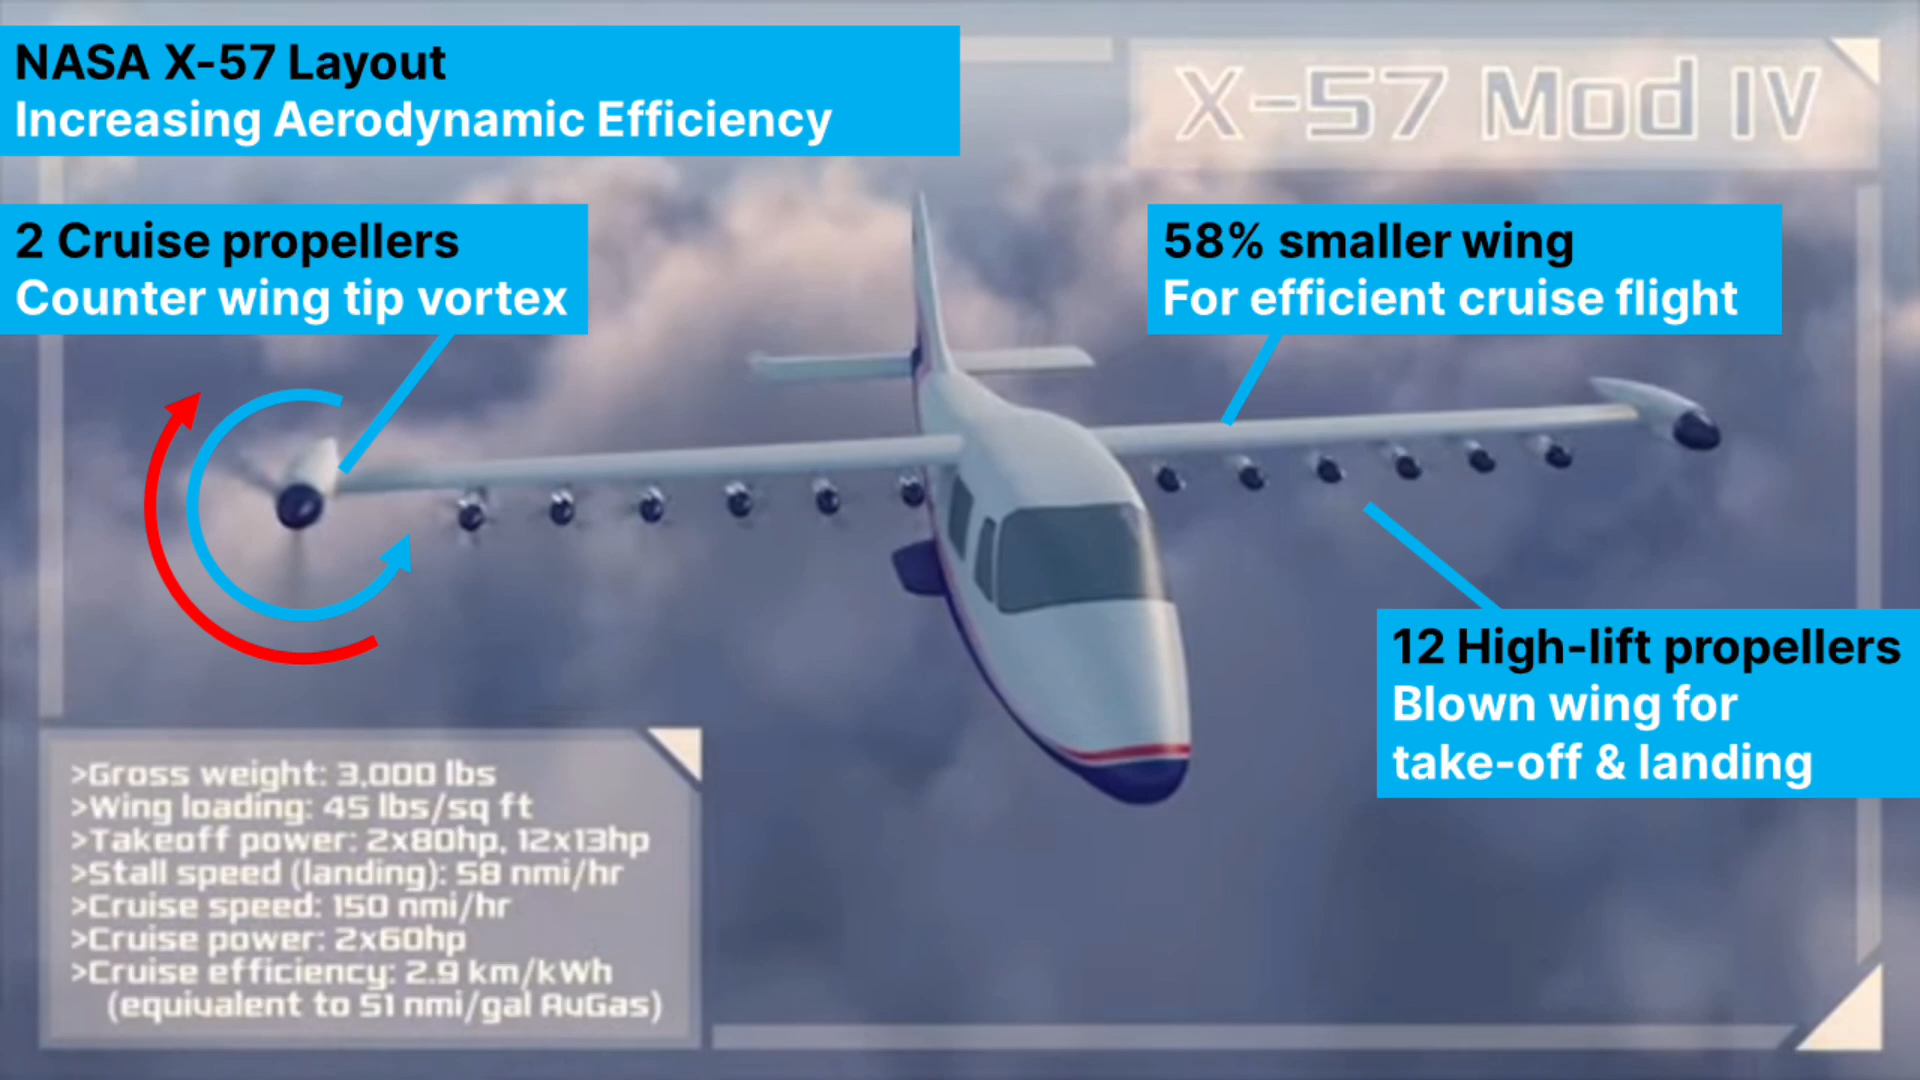 NASA X-57 Layout
Increasing Aerodynamic Efficiency
X-57 Mod IV
2 Cruise propellers
Counter wing tip vortex
58% smaller wing
For efficient cruise flight
12 High-lift propellers
Blown wing for
take-off & landing
>Gross weight: 3,000 lbs
>Wing loading: 45 lbs/sq ft
>Takeoff power: 2x80hp, 12x13hp
>Stall speed (landing): 58 nmi/hr
>Cruise speed: 150 nmi/hr
>Cruise power: 2x60hp
>Cruise efficiency: 2.9 km/kWh
(equivalent to 51 nmi/gal AvGas)